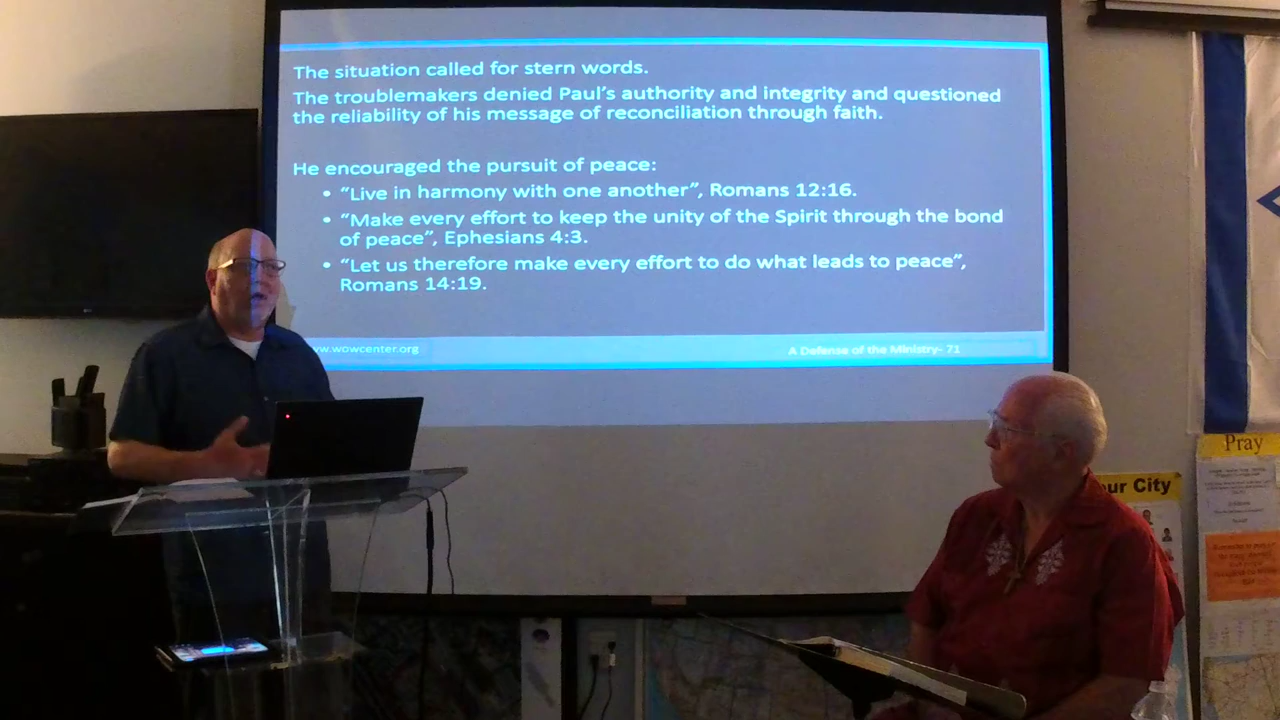 The situation called for stern words.
The troublemakers denied Paul’s authority and integrity and questioned
the reliability of his message of reconciliation through faith.
He encouraged the pursuit of peace:
• “Live in harmony with one another”, Romans 12:16.
• “Make every effort to keep the unity of the Spirit through the bond
of peace”, Ephesians 4:3.
• “Let us therefore make every effort to do what leads to peace”,
Romans 14:19.
www.wowcenter.org
A Defense of the Ministry- 71
Pray
ur City